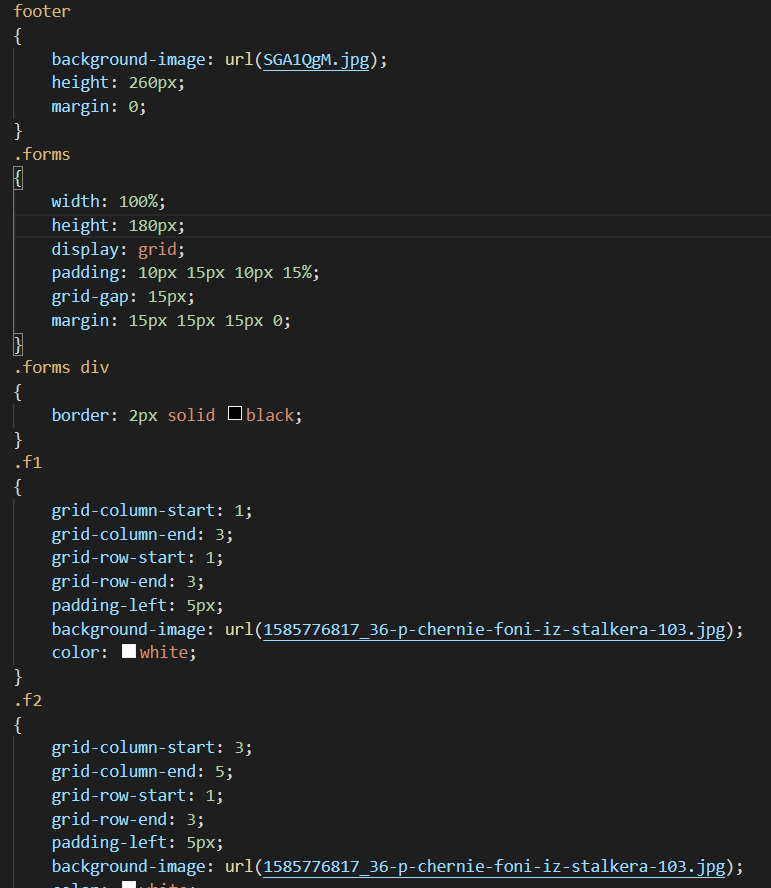 footer
{
background-image: url(SGA1QgM.jpg);
height: 260px;
margin: 0;
}
.forms
{
width: 100%;
height: 180px;
display: grid;
padding: 10px 15px 10px 15%;
grid-gap: 15px;
margin: 15px 15px 15px 0;
}
.forms div
{
border: 2px solid black;
}
.f1
{
grid-column-start: 1;
grid-column-end: 3;
grid-row-start: 1;
grid-row-end: 3;
padding-left: 5px;
background-image: url(1585776817_36-p-chernie-foni-iz-stalkera-103.jpg);
color: white;
}
.f2
{
grid-column-start: 3;
grid-column-end: 5;
grid-row-start: 1;
grid-row-end: 3;
padding-left: 5px;
background-image: url(1585776817_36-p-chernie-foni-iz-stalkera-103.jpg);